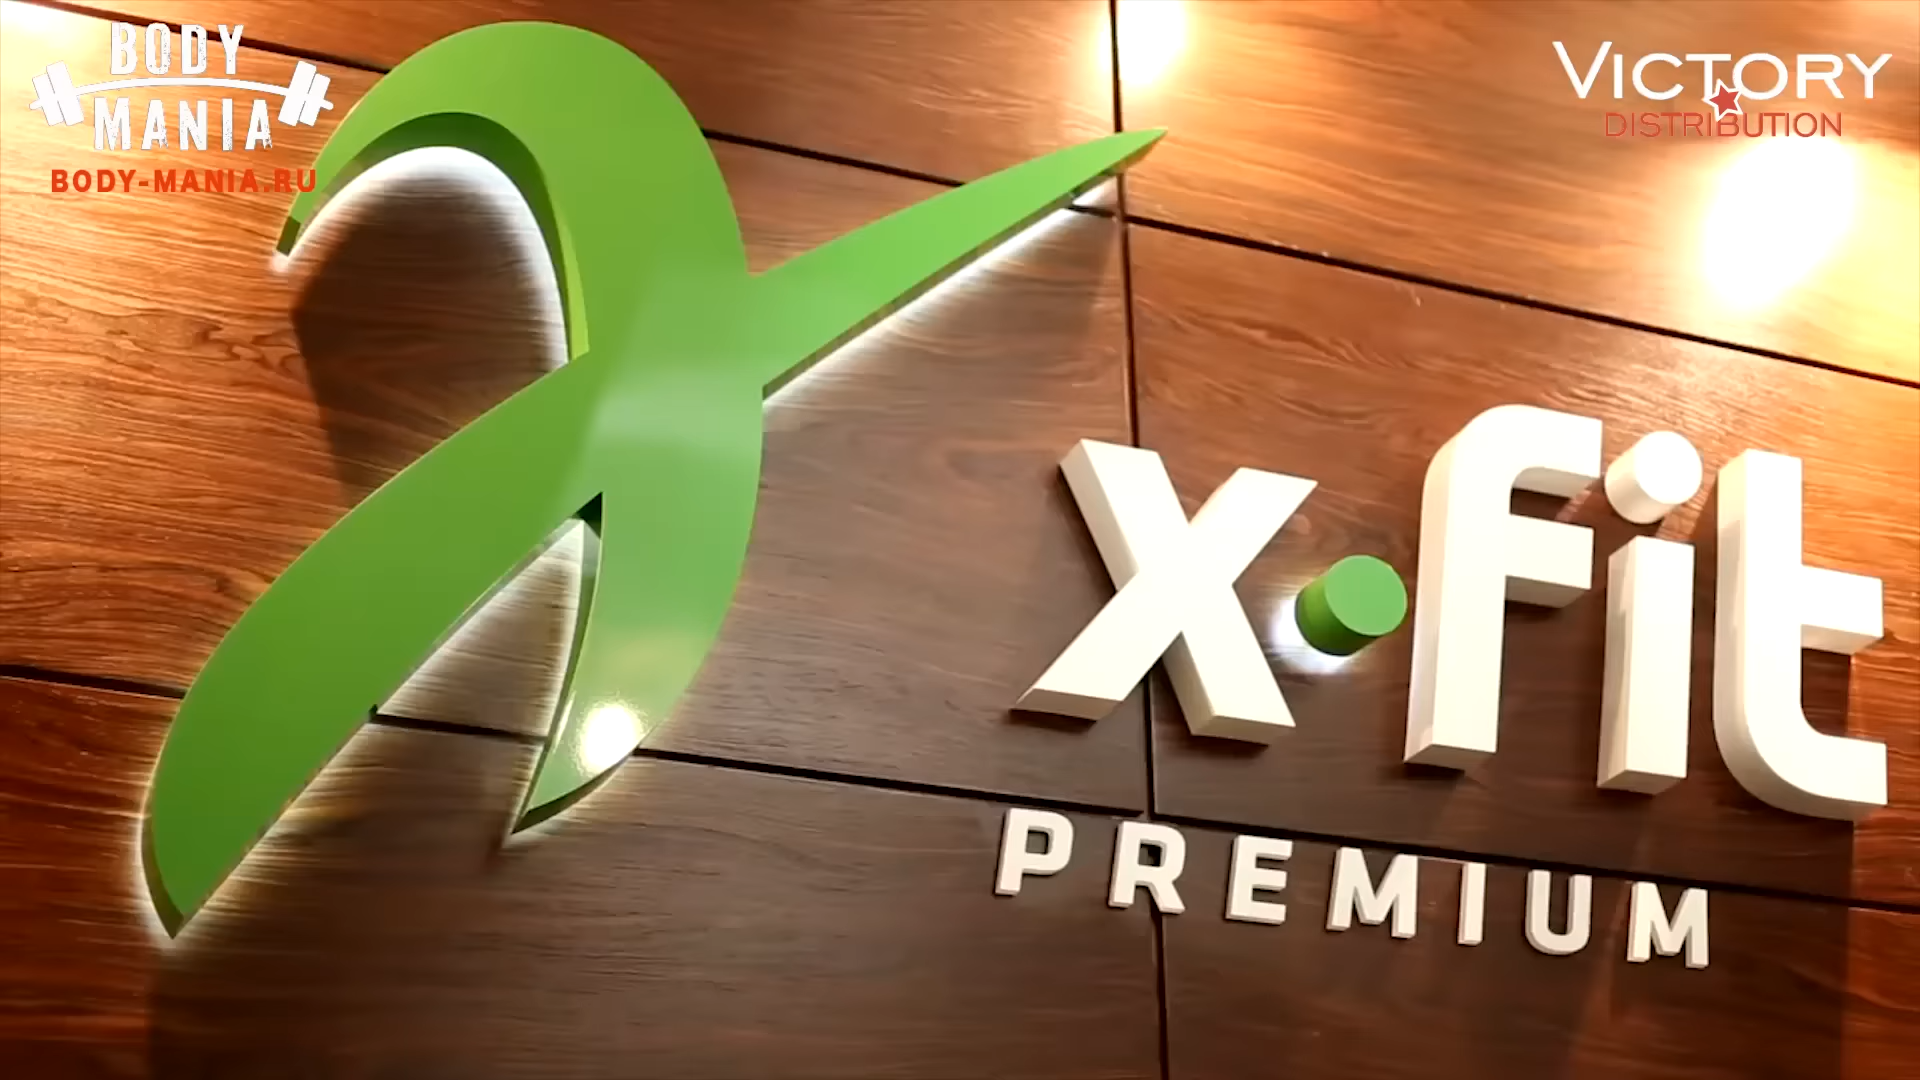 BODY
MANIA
BODY-MANIA.RU
VICTORY
DISTRIBUTION
x·fit
PREMIUM